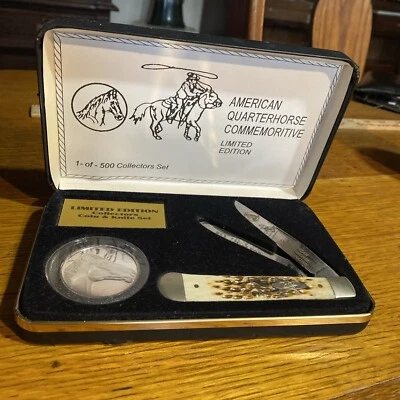 AMERICAN
QUARTERHORSE
COMMEMORITIVE
LIMITED
EDITION
1-of-500 Collectors Set
LIMITED EDITION
Collectors
Coin & Knife Set